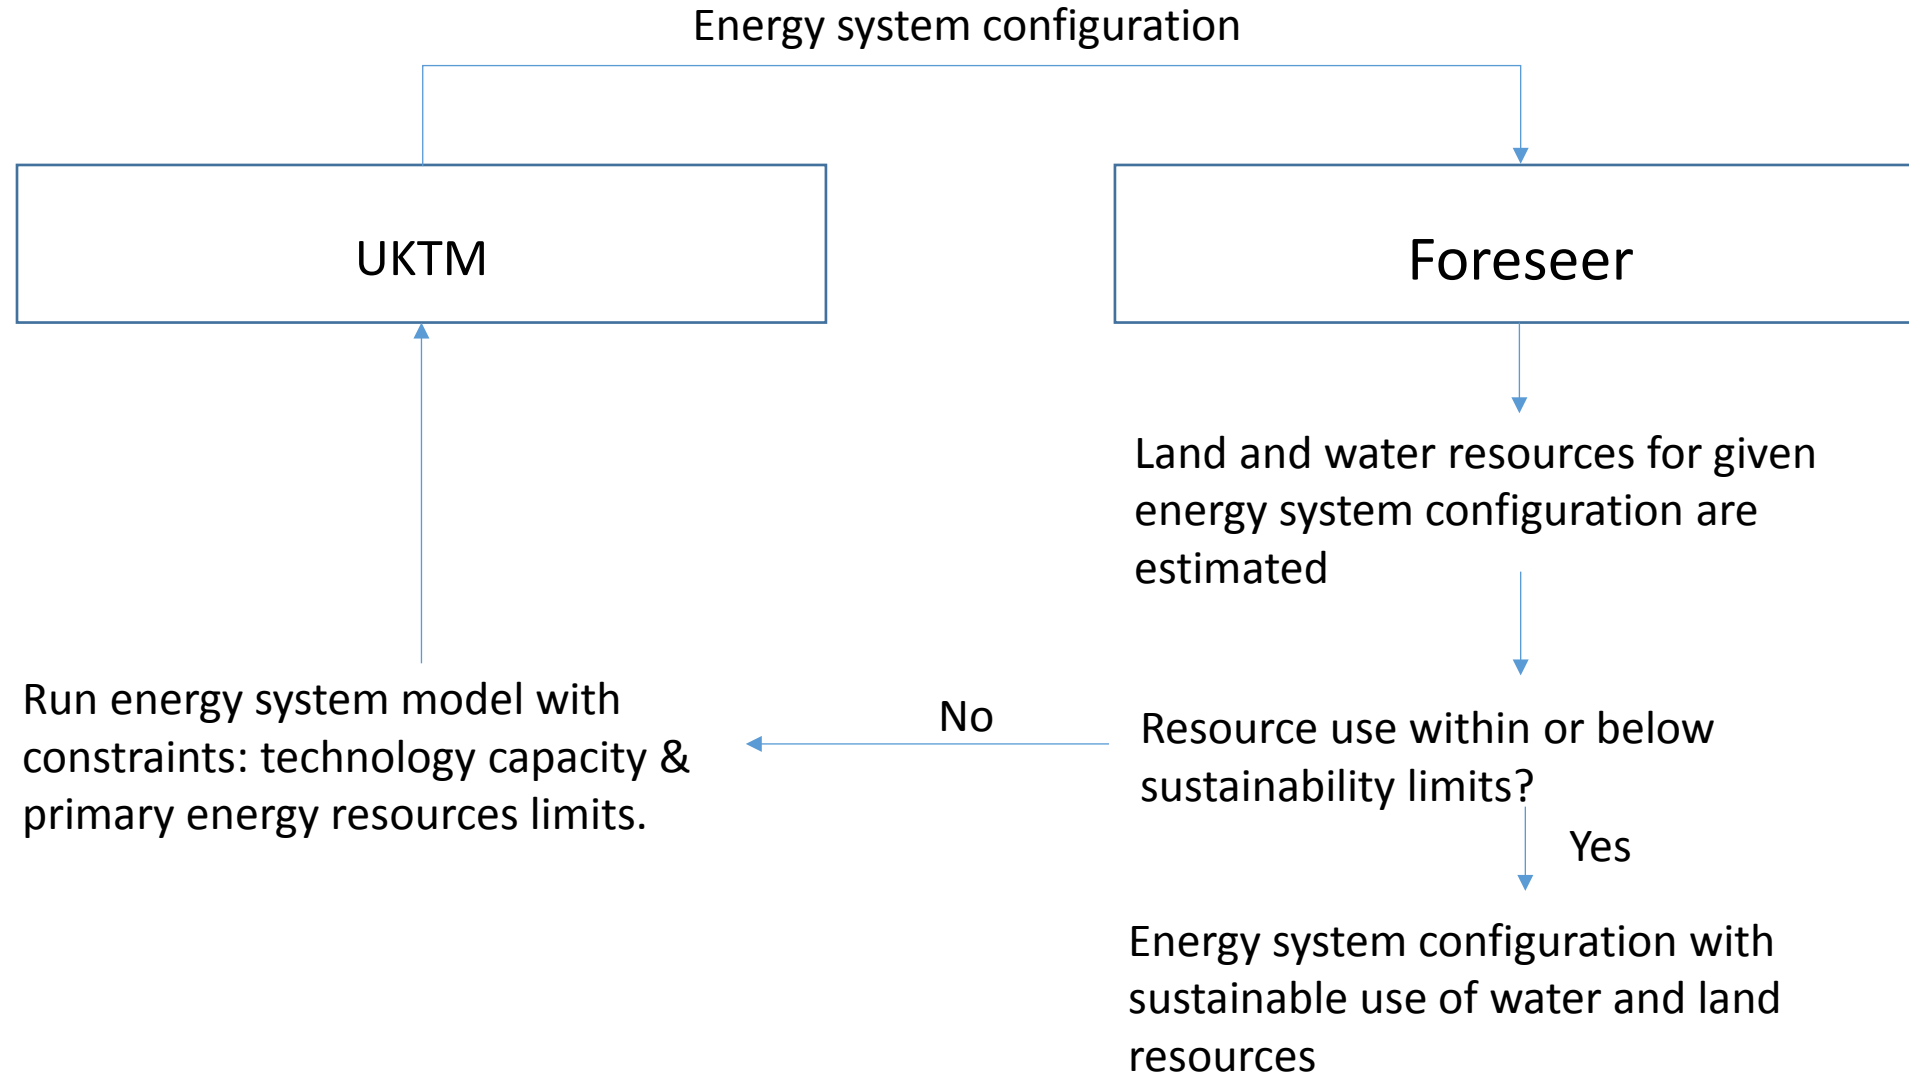 Energy system configuration
UKTM
Foreseer
Land and water resources for given
energy system configuration are
estimated
Run energy system model with
constraints: technology capacity &
primary energy resources limits.
No
Resource use within or below
sustainability limits?
Yes
Energy system configuration with
sustainable use of water and land
resources